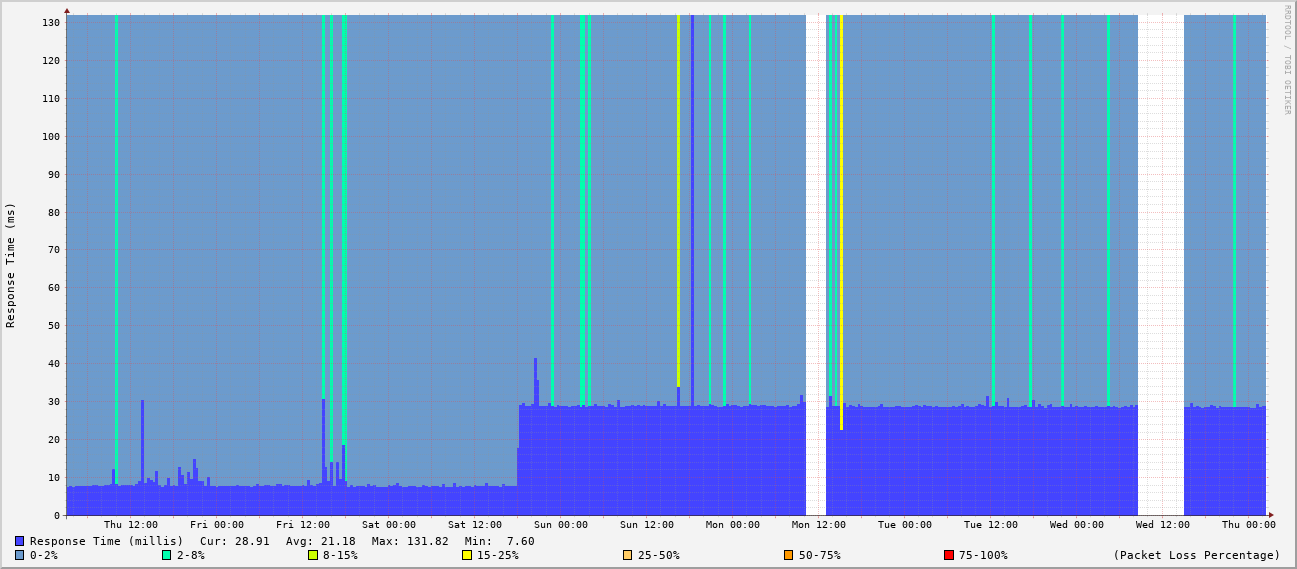 130
120
110
100
90
80
70
60
50
40
30
20
10
0
Response Time (ms)
RRDTOOL / TOBI OETIKER
Thu 12:00 Fri 00:00 Fri 12:00 Sat 00:00 Sat 12:00 Sun 00:00 Sun 12:00 Mon 00:00 Mon 12:00 Tue 00:00 Tue 12:00 Wed 00:00 Wed 12:00 Thu 00:00
Response Time (millis) Cur: 28.91 Avg: 21.18 Max: 131.82 Min: 7.60
0-2% 2-8% 8-15% 15-25% 25-50% 50-75% 75-100% (Packet Loss Percentage)